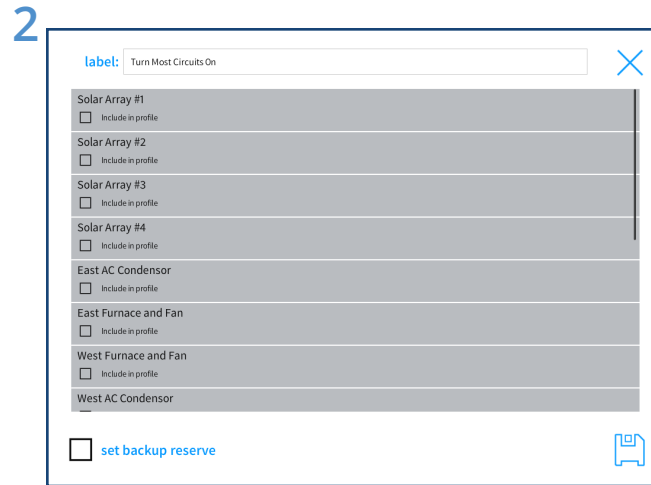 2
label: Turn Most Circuits On
Solar Array #1
Include in profile
Solar Array #2
Include in profile
Solar Array #3
Include in profile
Solar Array #4
Include in profile
East AC Condensor
Include in profile
East Furnace and Fan
Include in profile
West Furnace and Fan
Include in profile
West AC Condensor
set backup reserve